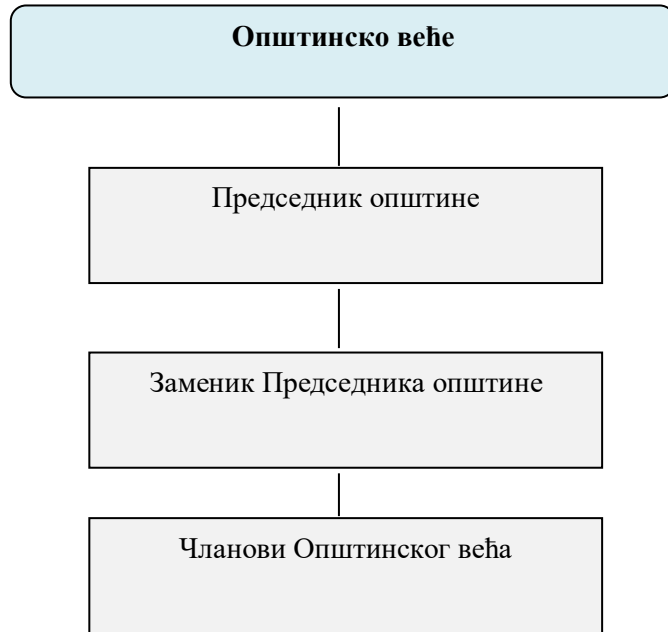 Општинско веће
Председник општине
Заменик Председника општине
Чланови Општинског већа